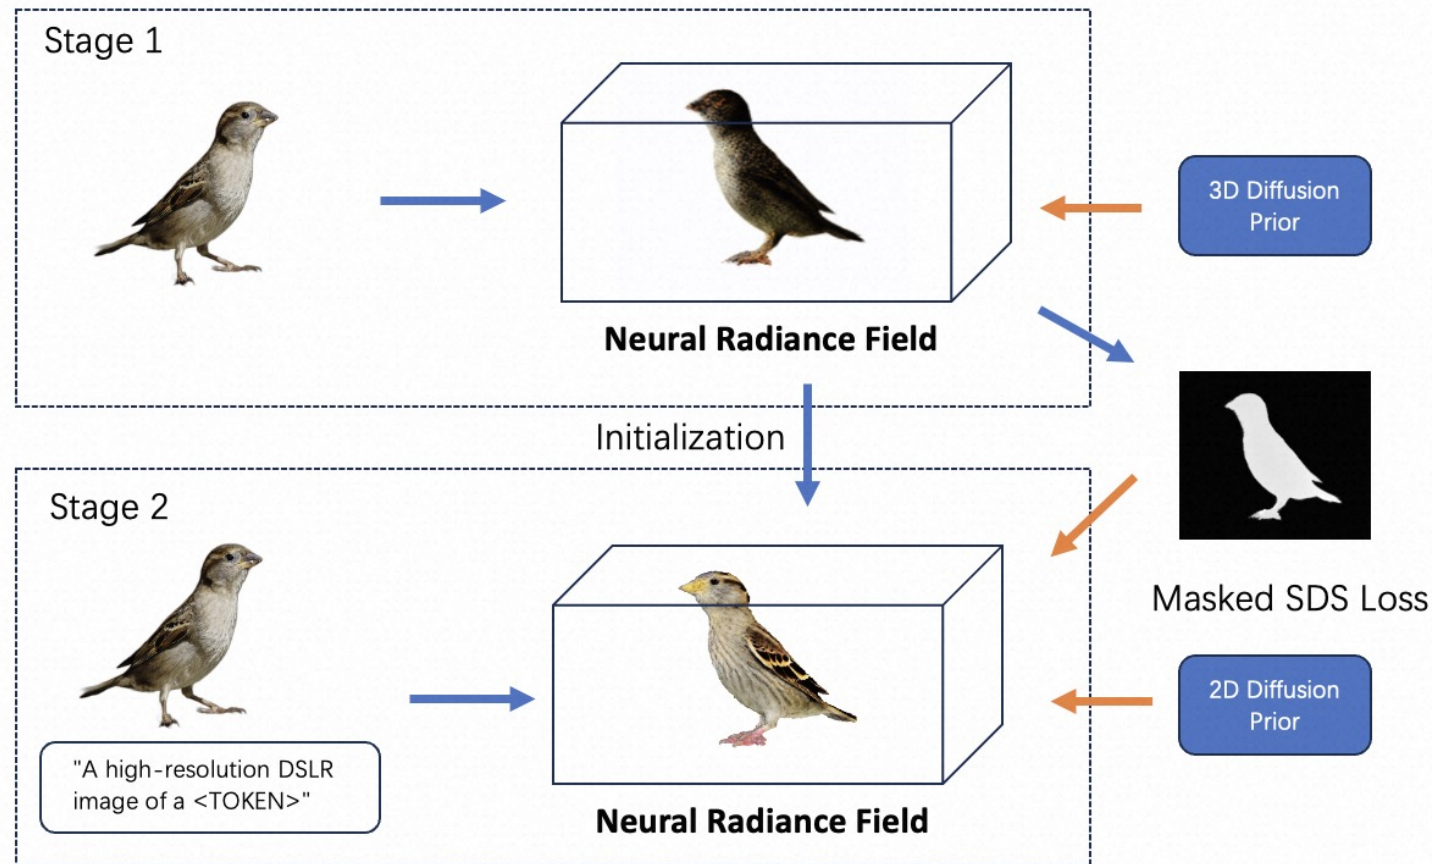 Stage 1
3D Diffusion
Prior
Neural Radiance Field
Initialization
Stage 2
Masked SDS Loss
2D Diffusion
Prior
"A high-resolution DSLR
image of a <TOKEN>"
Neural Radiance Field